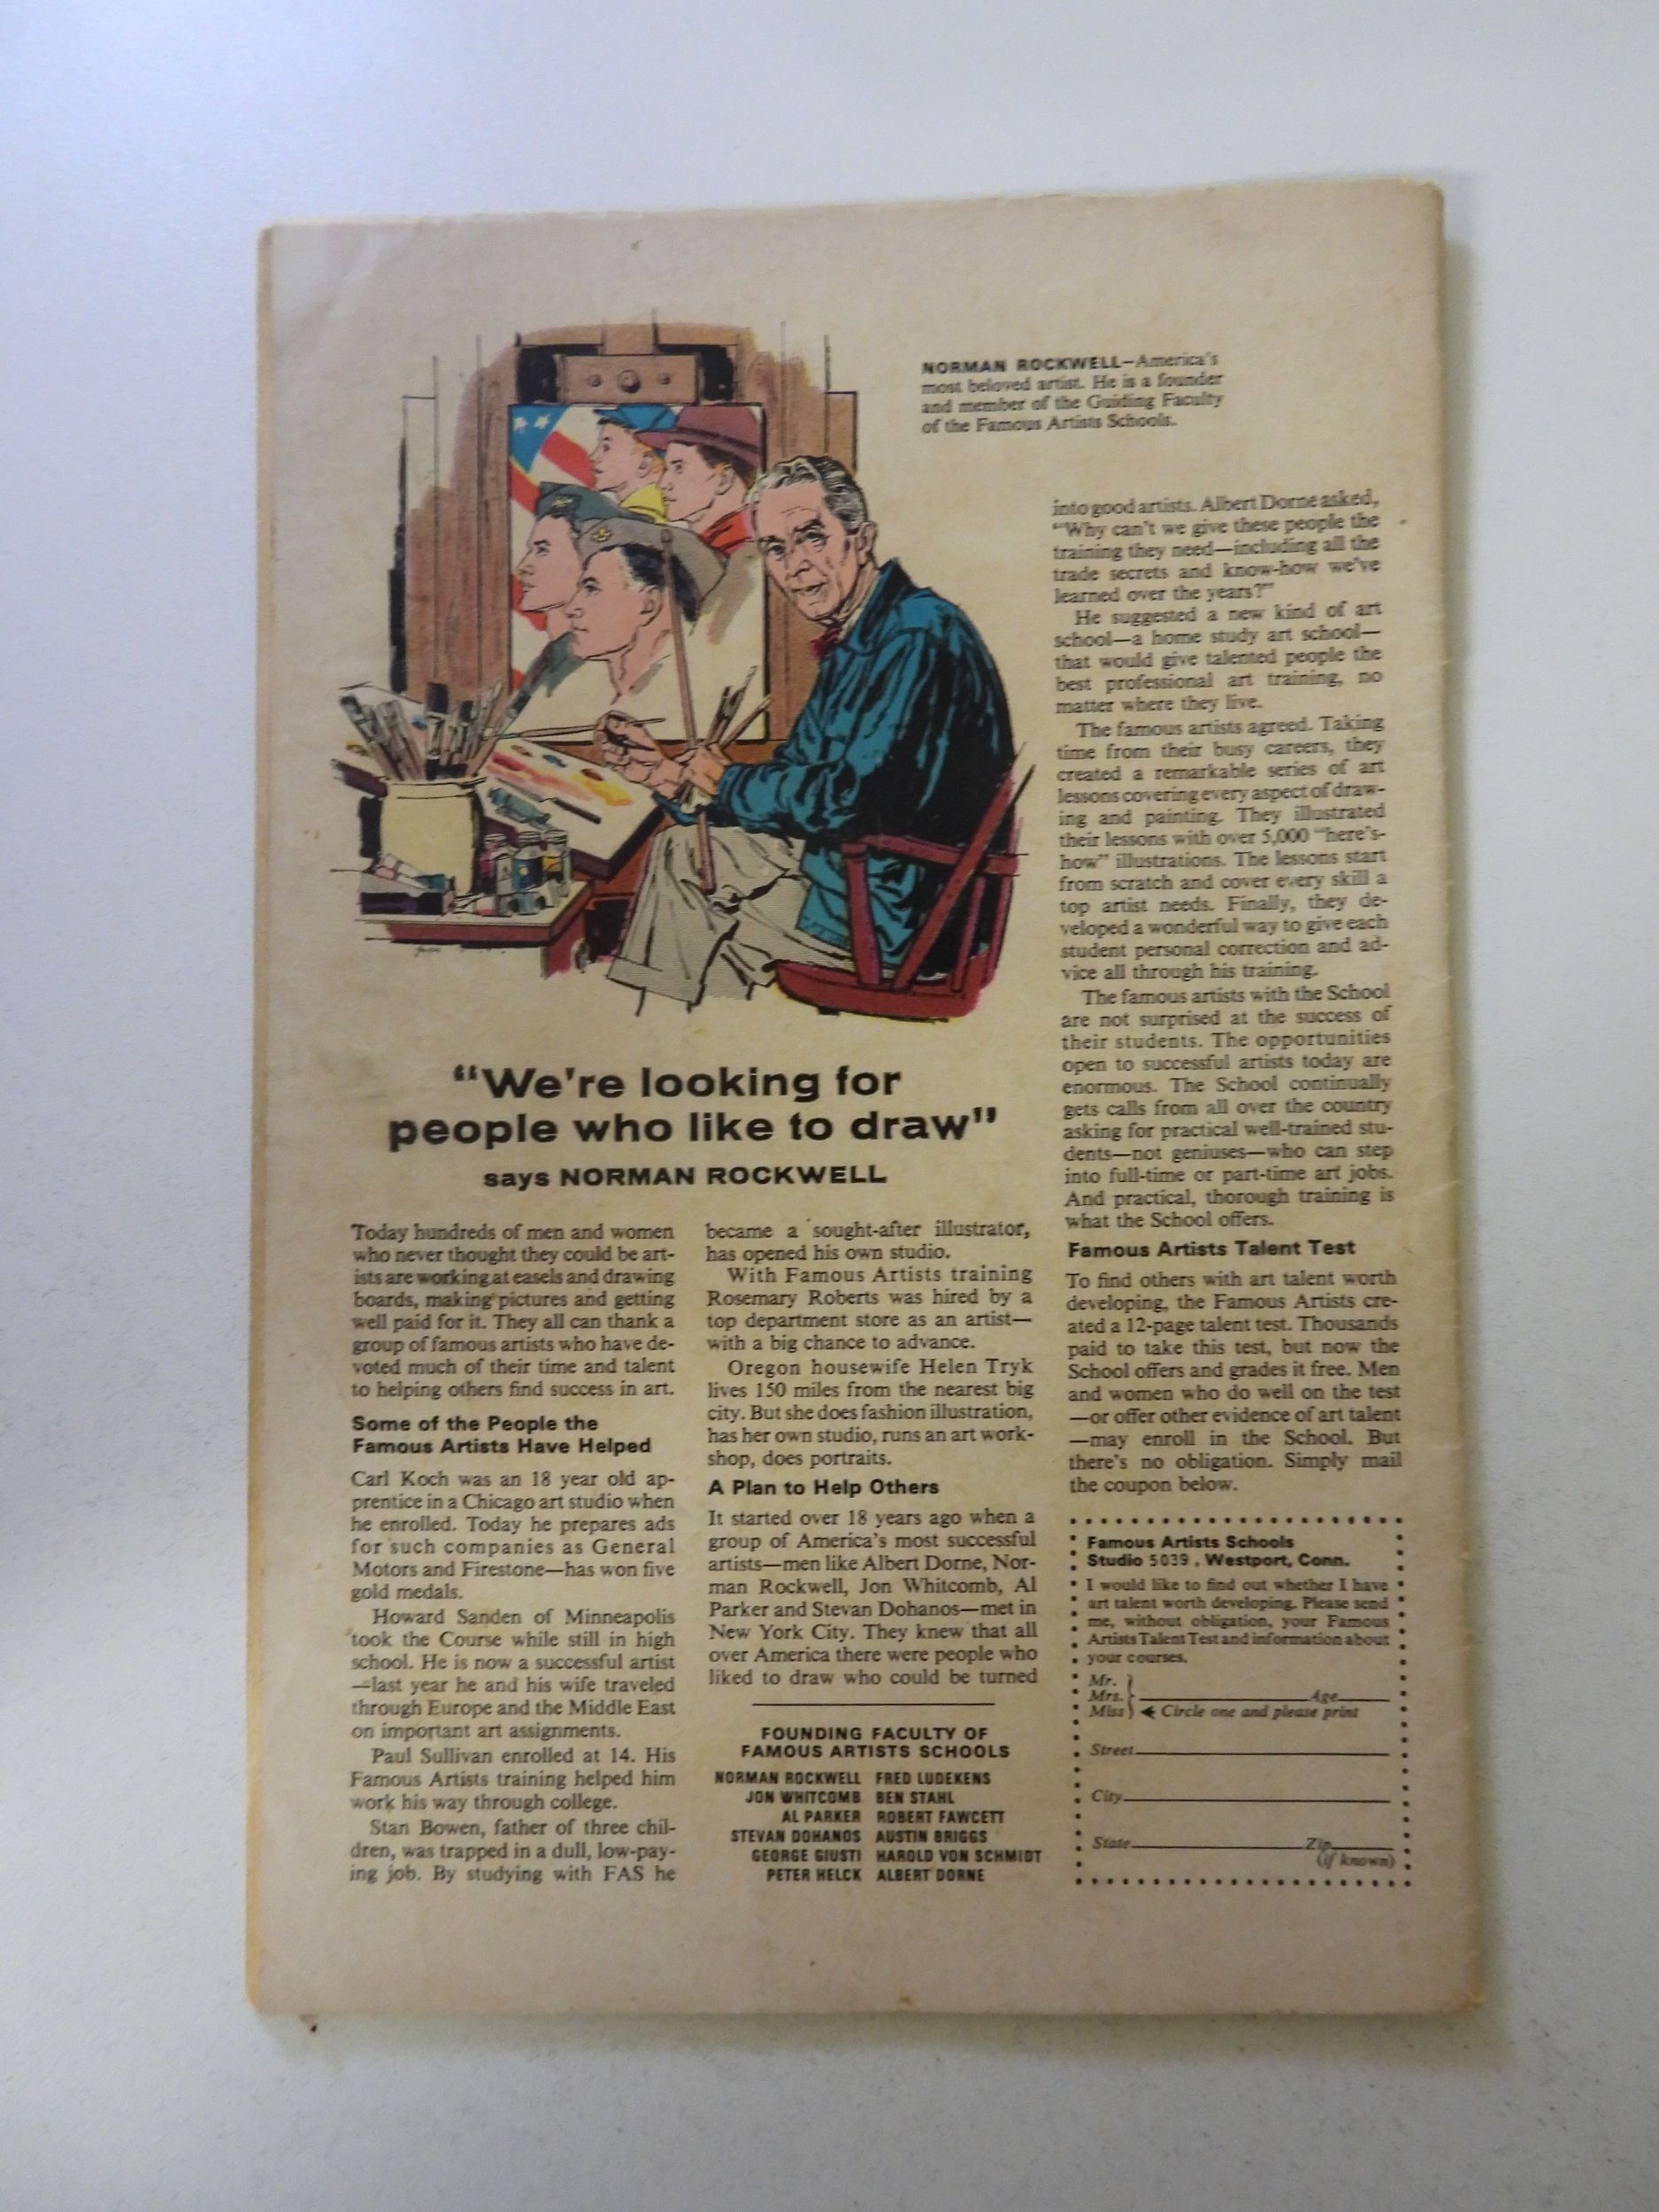 NORMAN ROCKWELL—America's
most beloved artist. He is a founder
and member of the Guiding Faculty
of the Famous Artists Schools.
"We're looking for
people who like to draw"
says NORMAN ROCKWELL
Today hundreds of men and women
who never thought they could be art-
ists are working at easels and drawing
boards, making pictures and getting
well paid for it. They all can thank a
group of famous artists who have de-
voted much of their time and talent
to helping others find success in art.
Some of the People the
Famous Artists Have Helped
Carl Koch was an 18 year old ap-
prentice in a Chicago art studio when
he enrolled. Today he prepares ads
for such companies as General
Motors and Firestone—has won five
gold medals.
Howard Sanden of Minneapolis
took the Course while still in high
school. He is now a successful artist
—last year he and his wife traveled
through Europe and the Middle East
on important art assignments.
Paul Sullivan enrolled at 14. His
Famous Artists training helped him
work his way through college.
Stan Bowen, father of three chil-
dren, was trapped in a dull, low-pay-
ing job. By studying with FAS he
became a sought-after illustrator,
has opened his own studio.
With Famous Artists training
Rosemary Roberts was hired by a
top department store as an artist—
with a big chance to advance.
Oregon housewife Helen Tryk
lives 150 miles from the nearest big
city. But she does fashion illustration,
has her own studio, runs an art work-
shop, does portraits.
A Plan to Help Others
It started over 18 years ago when a
group of America's most successful
artists—men like Albert Dorne, Nor-
man Rockwell, Jon Whitcomb, Al
Parker and Stevan Dohanos—met in
New York City. They knew that all
over America there were people who
liked to draw who could be turned
into good artists. Albert Dorne asked,
"Why can't we give these people the
training they need—including all the
trade secrets and know-how we've
learned over the years?"
He suggested a new kind of art
school—a home study art school—
that would give talented people the
best professional art training, no
matter where they live.
The famous artists agreed. Taking
time from their busy careers, they
created a remarkable series of art
lessons covering every aspect of draw-
ing and painting. They illustrated
their lessons with over 5,000 "here's-
how" illustrations. The lessons start
from scratch and cover every skill a
top artist needs. Finally, they de-
veloped a wonderful way to give each
student personal correction and ad-
vice all through his training.
The famous artists with the School
are not surprised at the success of
their students. The opportunities
open to successful artists today are
enormous. The School continually
gets calls from all over the country
asking for practical well-trained stu-
dents—not geniuses—who can step
into full-time or part-time art jobs.
And practical, thorough training is
what the School offers.
Famous Artists Talent Test
To find others with art talent worth
developing, the Famous Artists cre-
ated a 12-page talent test. Thousands
paid to take this test, but now the
School offers and grades it free. Men
and women who do well on the test
—or offer other evidence of art talent
—may enroll in the School. But
there's no obligation. Simply mail
the coupon below.
FOUNDING FACULTY OF
FAMOUS ARTISTS SCHOOLS
NORMAN ROCKWELL FRED LUDEKENS
JON WHITCOMB BEN STAHL
AL PARKER ROBERT FAWCETT
STEVAN DOHANOS AUSTIN BRIGGS
GEORGE GIUSTI HAROLD VON SCHMIDT
PETER HELCK ALBERT DORNE
Famous Artists Schools
Studio 5039, Westport, Conn.
I would like to find out whether I have
art talent worth developing. Please send
me, without obligation, your Famous
Artists Talent Test and information about
your courses.
Mr.
Mrs. Age
Miss Circle one and please print
Street
City
State Zip
(if known)